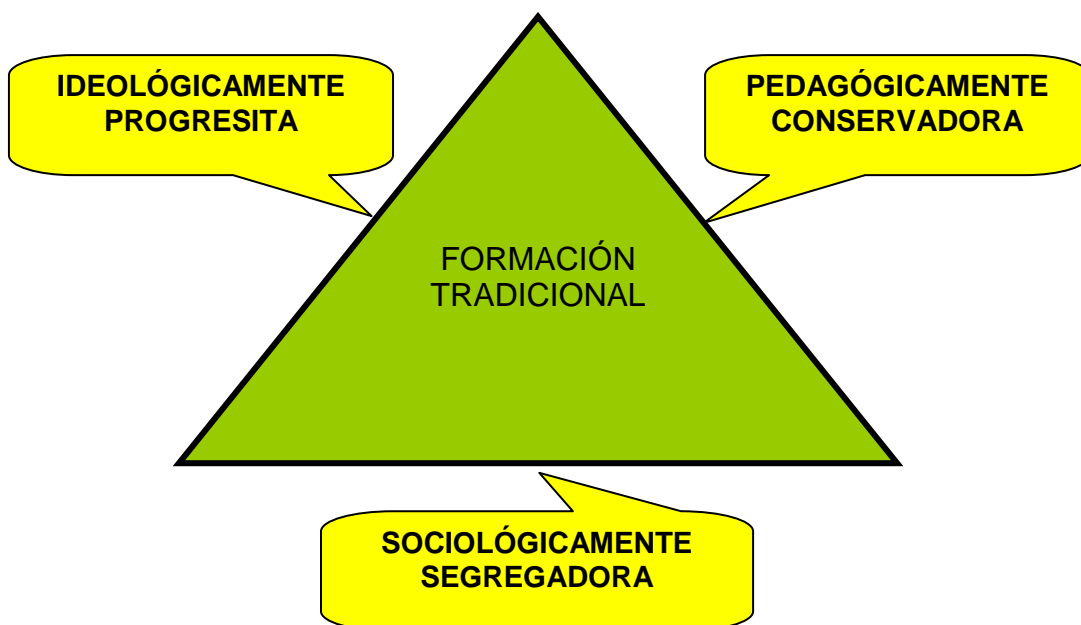 IDEOLÓGICAMENTE
PROGRESITA
PEDAGÓGICAMENTE
CONSERVADORA
FORMACIÓN
TRADICIONAL
SOCIOLÓGICAMENTE
SEGREGADORA